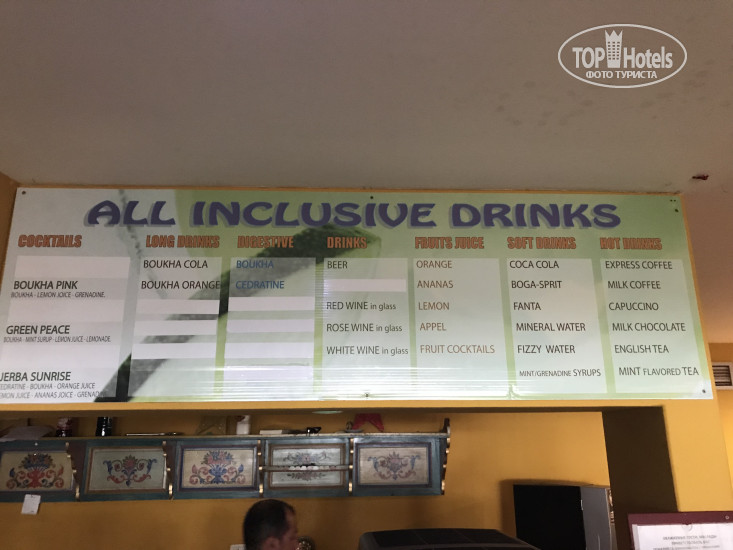 TOP Hotels
ФОТО ТУРИСТА
ALL INCLUSIVE DRINKS
COCKTAILS
BOUKHA PINK
BOUKHA - LEMON JOICE - GRENADINE.
GREEN PEACE
BOUKHA - MINT SURUP - LEMON JUICE - LEMONADE.
JERBA SUNRISE
CEDRATINE - BOUKHA - ORANGE JUICE
LEMON JUICE - ANANAS JOICE - GRENADE
LONG DRINKS
BOUKHA COLA
BOUKHA ORANGE
DIGESTIVE
BOUKHA
CEDRATINE
DRINKS
BEER
RED WINE in glass
ROSE WINE in glass
WHITE WINE in glass
FRUITS JUICE
ORANGE
ANANAS
LEMON
APPEL
FRUIT COCKTAILS
SOFT DRINKS
COCA COLA
BOGA-SPRIT
FANTA
MINERAL WATER
FIZZY WATER
MINT/GRENADINE SYRUPS
HOT DRINKS
EXPRESS COFFEE
MILK COFFEE
CAPUCCINO
MILK CHOCOLATE
ENGLISH TEA
MINT FLAVORED TEA